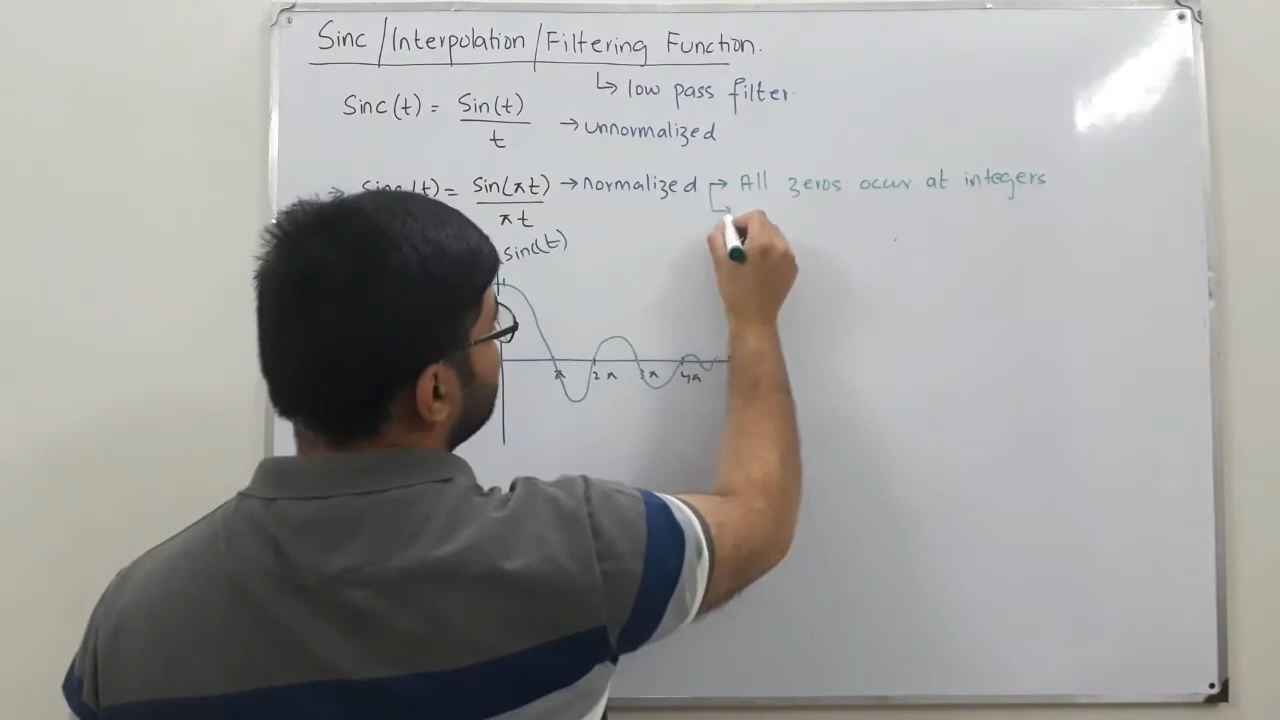 Sinc/Interpolation/Filtering Function.
↳ low pass filter.
Sinc(t) = Sin(t)/t → unnormalized
→ Sinc(t) = Sin(πt)/πt → normalized → All zeros occur at integers
sinc(t)
π 2π 3π 4π